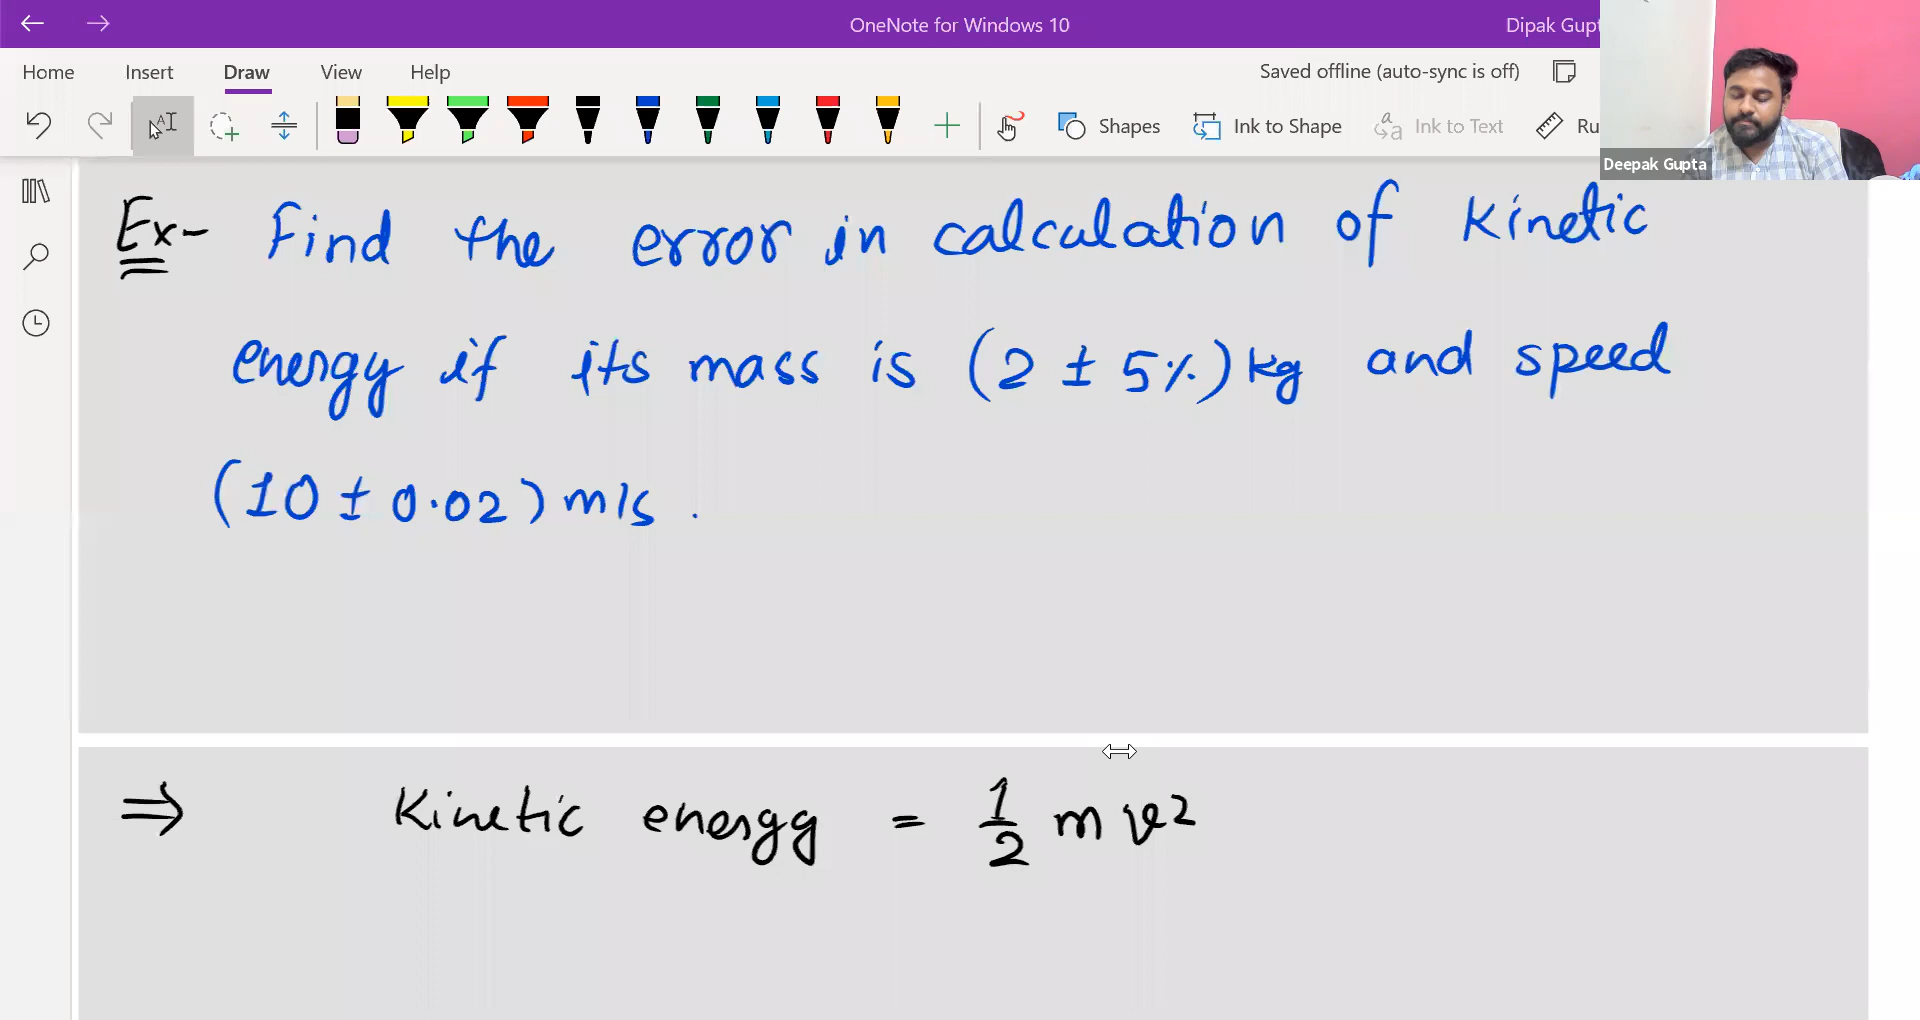 OneNote for Windows 10
Dipak Gupt
Home Insert Draw View Help
Saved offline (auto-sync is off)
Shapes
Ink to Shape
Ink to Text
Ru
Deepak Gupta
Ex- Find the error in calculation of Kinetic
energy if its mass is (2 ± 5%) kg and speed
(10 ± 0.02) m/s .
⇒ Kinetic energy = 1/2 m v²